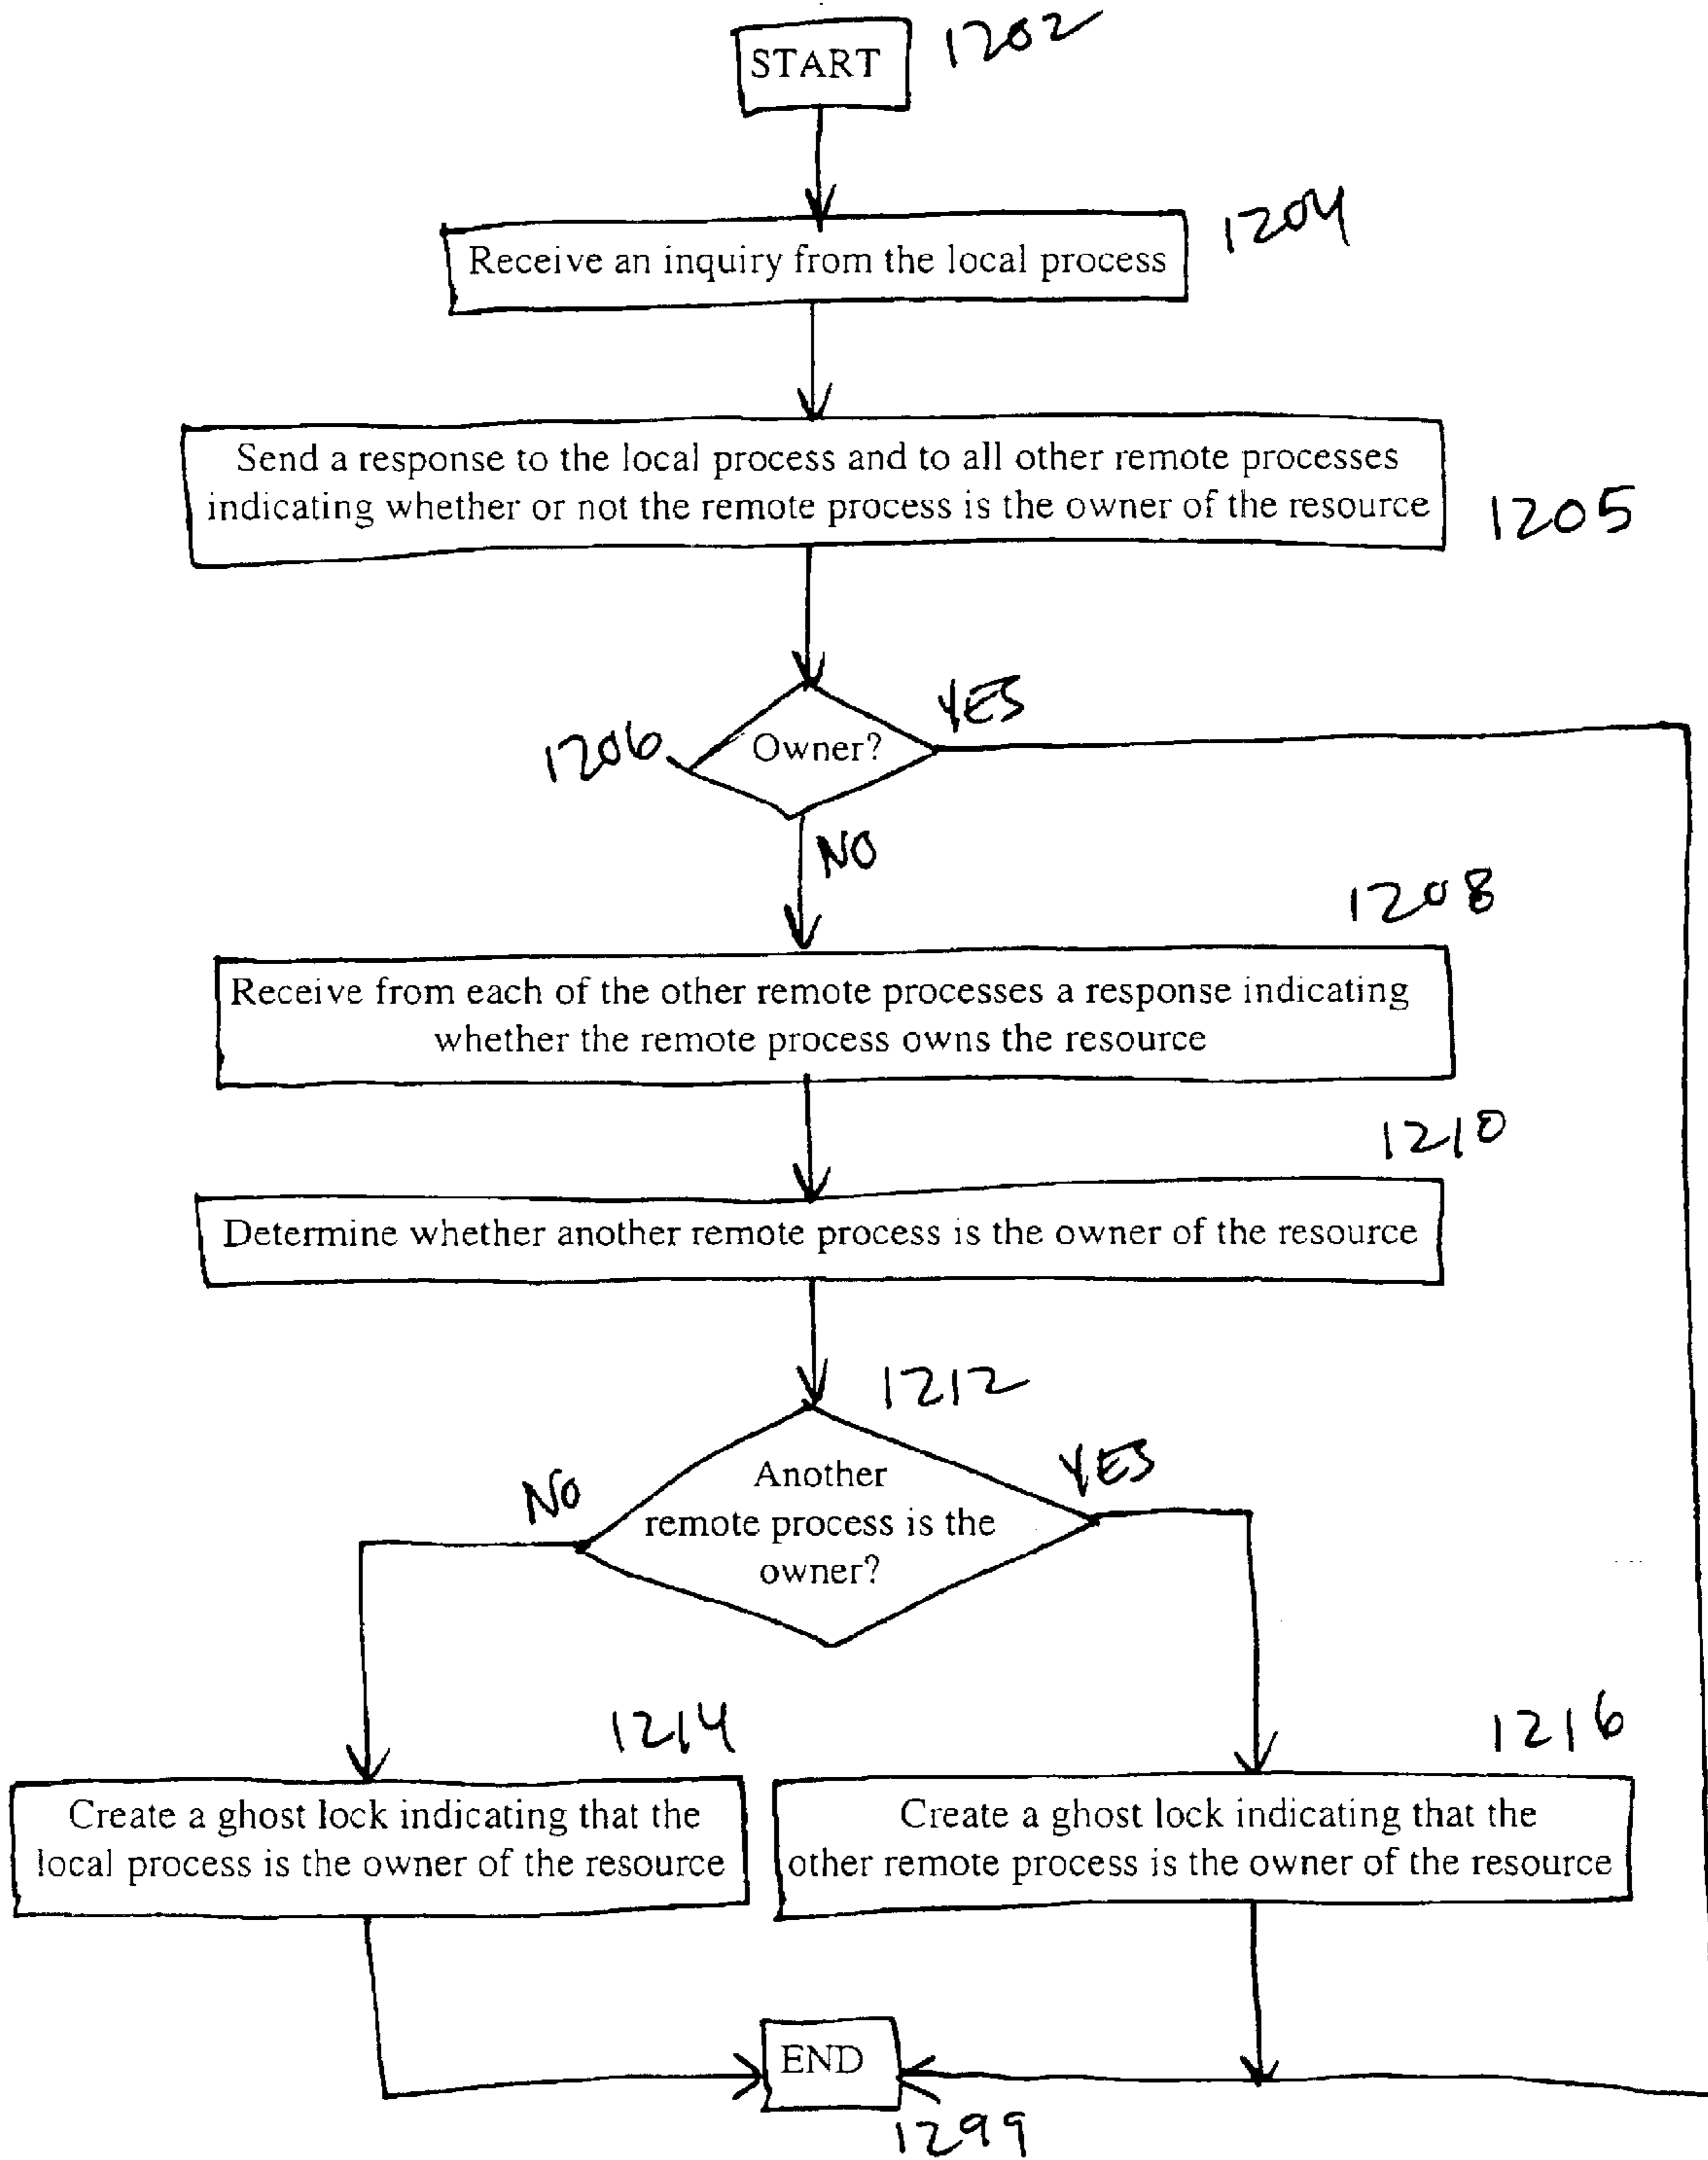 START
1202
1204
Receive an inquiry from the local process
Send a response to the local process and to all other remote processes
indicating whether or not the remote process is the owner of the resource
1205
1206
Owner?
YES
NO
1208
Receive from each of the other remote processes a response indicating
whether the remote process owns the resource
1210
Determine whether another remote process is the owner of the resource
1212
NO
Another
remote process is the
owner?
YES
1214
Create a ghost lock indicating that the
local process is the owner of the resource
1216
Create a ghost lock indicating that the
other remote process is the owner of the resource
END
1299